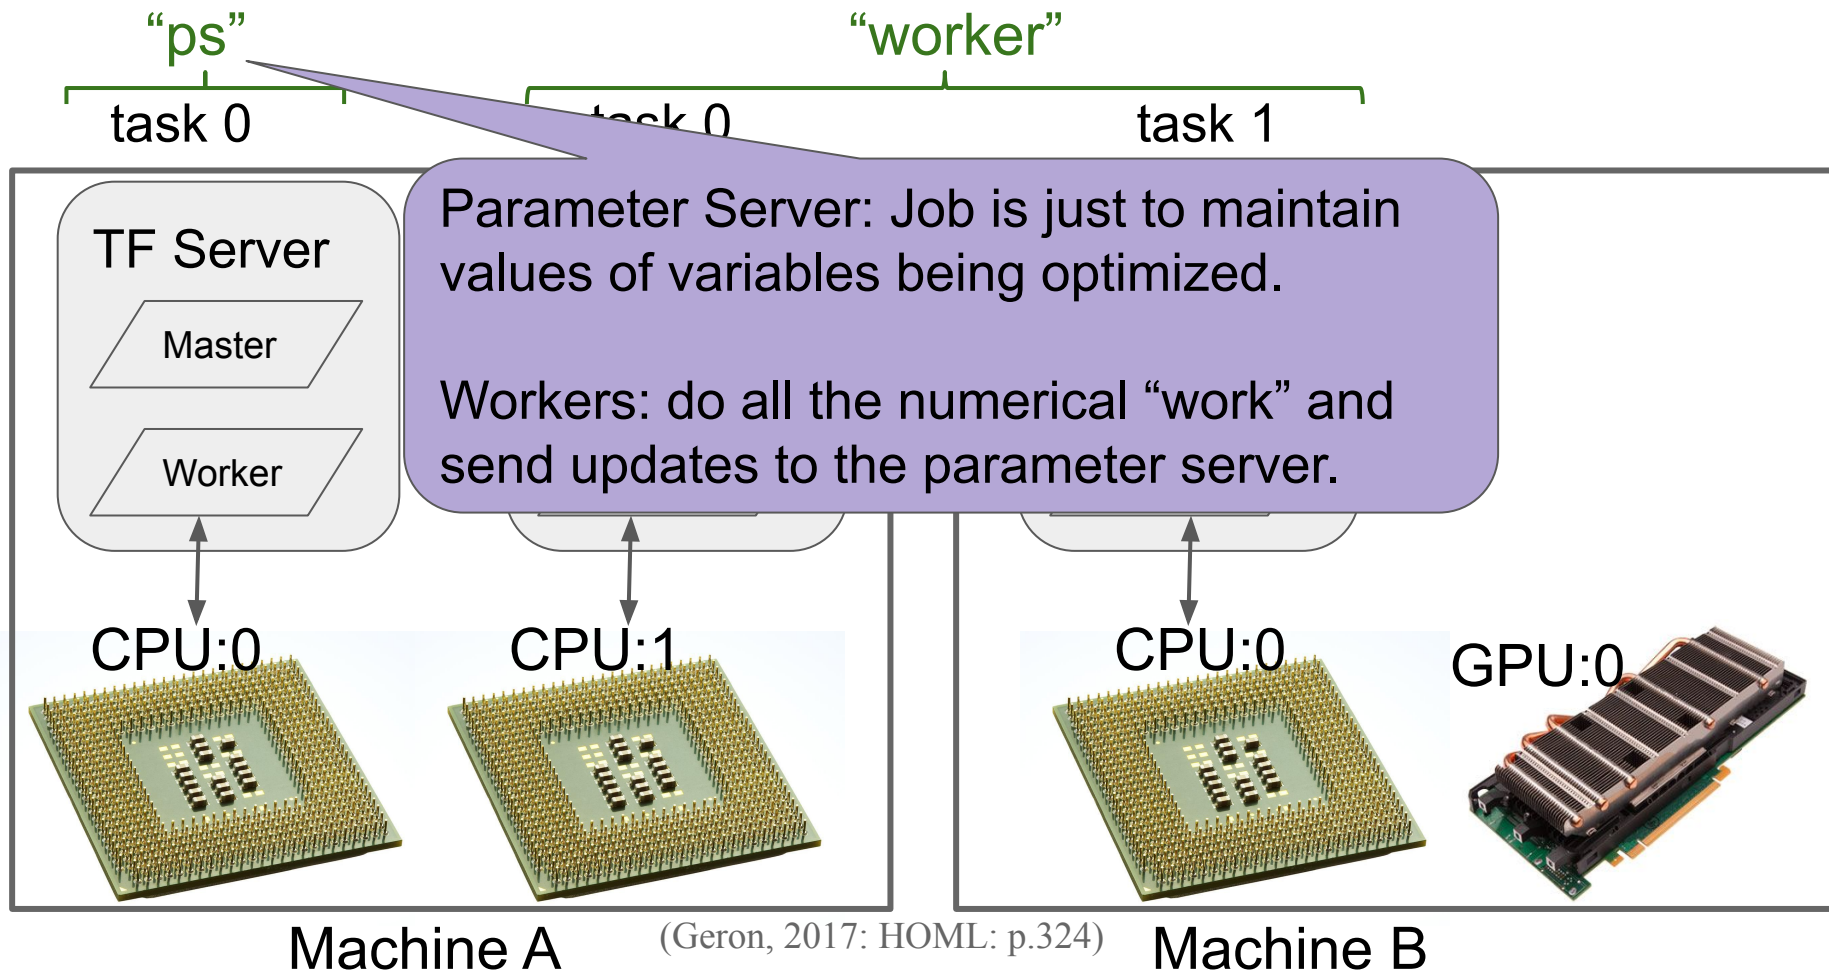 “ps”
“worker”
task 0
task 0
task 1
TF Server
Master
Worker
Parameter Server: Job is just to maintain
values of variables being optimized.
Workers: do all the numerical “work” and
send updates to the parameter server.
CPU:0
CPU:1
CPU:0
GPU:0
Machine A
(Geron, 2017: HOML: p.324)
Machine B